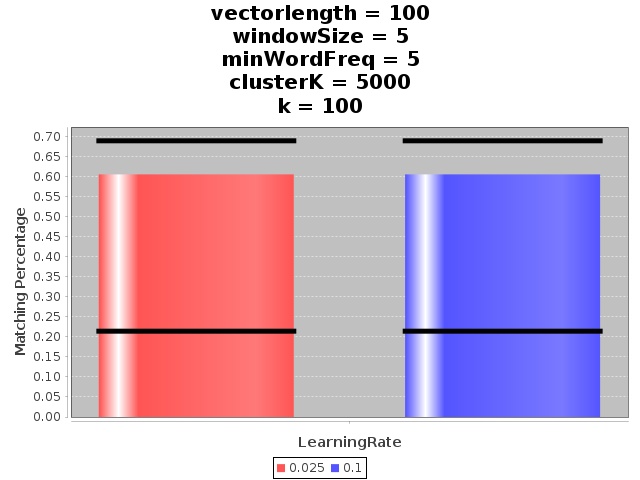 vectorlength = 100
windowSize = 5
minWordFreq = 5
clusterK = 5000
k = 100
0.70
0.65
0.60
0.55
0.50
0.45
0.40
0.35
0.30
0.25
0.20
0.15
0.10
0.05
0.00
Matching Percentage
LearningRate
0.025 0.1